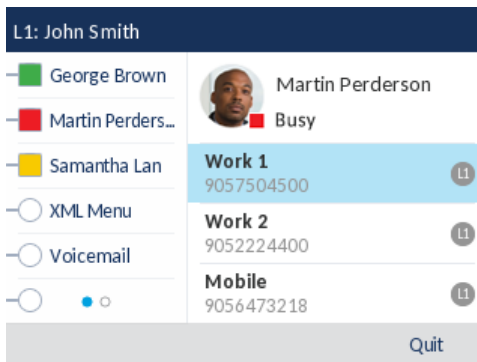 L1: John Smith
George Brown
Martin Perders...
Samantha Lan
XML Menu
Voicemail
Martin Perderson
Busy
Work 1
9057504500
L1
Work 2
9052224400
L1
Mobile
9056473218
L1
Quit